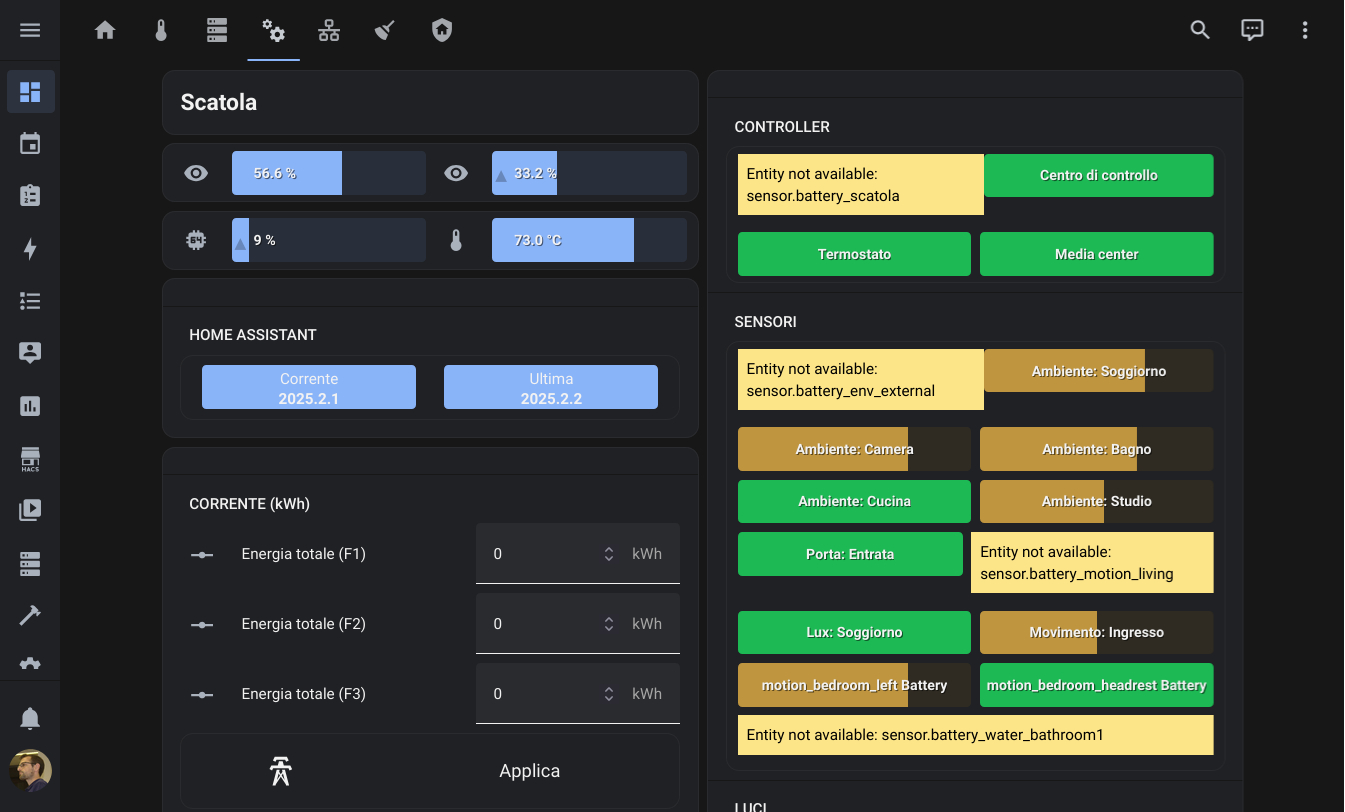 Scatola
56.6 %
33.2 %
64
9 %
73.0 °C
HOME ASSISTANT
Corrente
2025.2.1
Ultima
2025.2.2
CORRENTE (kWh)
Energia totale (F1)
0
kWh
Energia totale (F2)
0
kWh
Energia totale (F3)
0
kWh
Applica
HACS
CONTROLLER
Entity not available:
sensor.battery_scatola
Centro di controllo
Termostato
Media center
SENSORI
Entity not available:
sensor.battery_env_external
Ambiente: Soggiorno
Ambiente: Camera
Ambiente: Bagno
Ambiente: Cucina
Ambiente: Studio
Porta: Entrata
Entity not available:
sensor.battery_motion_living
Lux: Soggiorno
Movimento: Ingresso
motion_bedroom_left Battery
motion_bedroom_headrest Battery
Entity not available: sensor.battery_water_bathroom1
LUCI